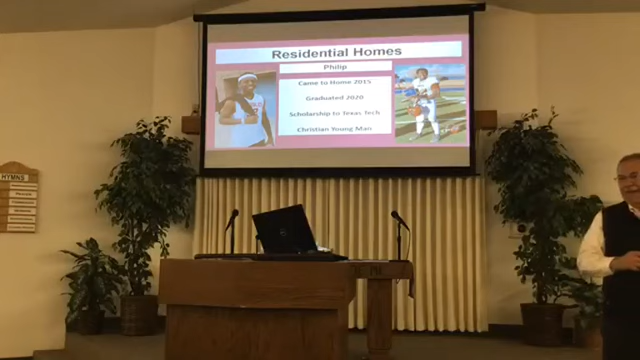 Residential Homes
Philip
Came to Home 2015
Graduated 2020
Scholarship to Texas Tech
Christian Young Man
HYMNS